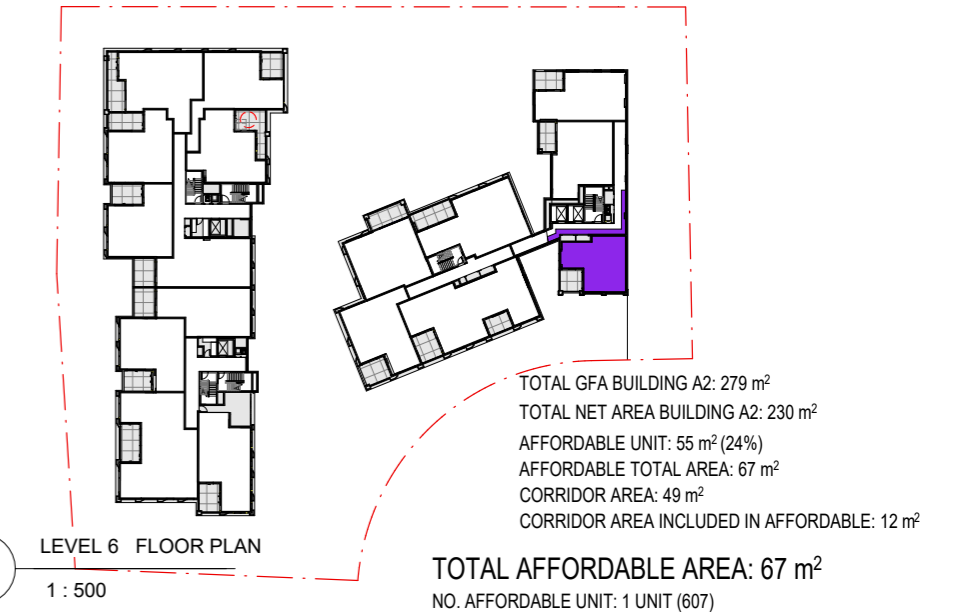 TOTAL GFA BUILDING A2: 279 m²
TOTAL NET AREA BUILDING A2: 230 m²
AFFORDABLE UNIT: 55 m² (24%)
AFFORDABLE TOTAL AREA: 67 m²
CORRIDOR AREA: 49 m²
CORRIDOR AREA INCLUDED IN AFFORDABLE: 12 m²
LEVEL 6 FLOOR PLAN
1 : 500
TOTAL AFFORDABLE AREA: 67 m²
NO. AFFORDABLE UNIT: 1 UNIT (607)